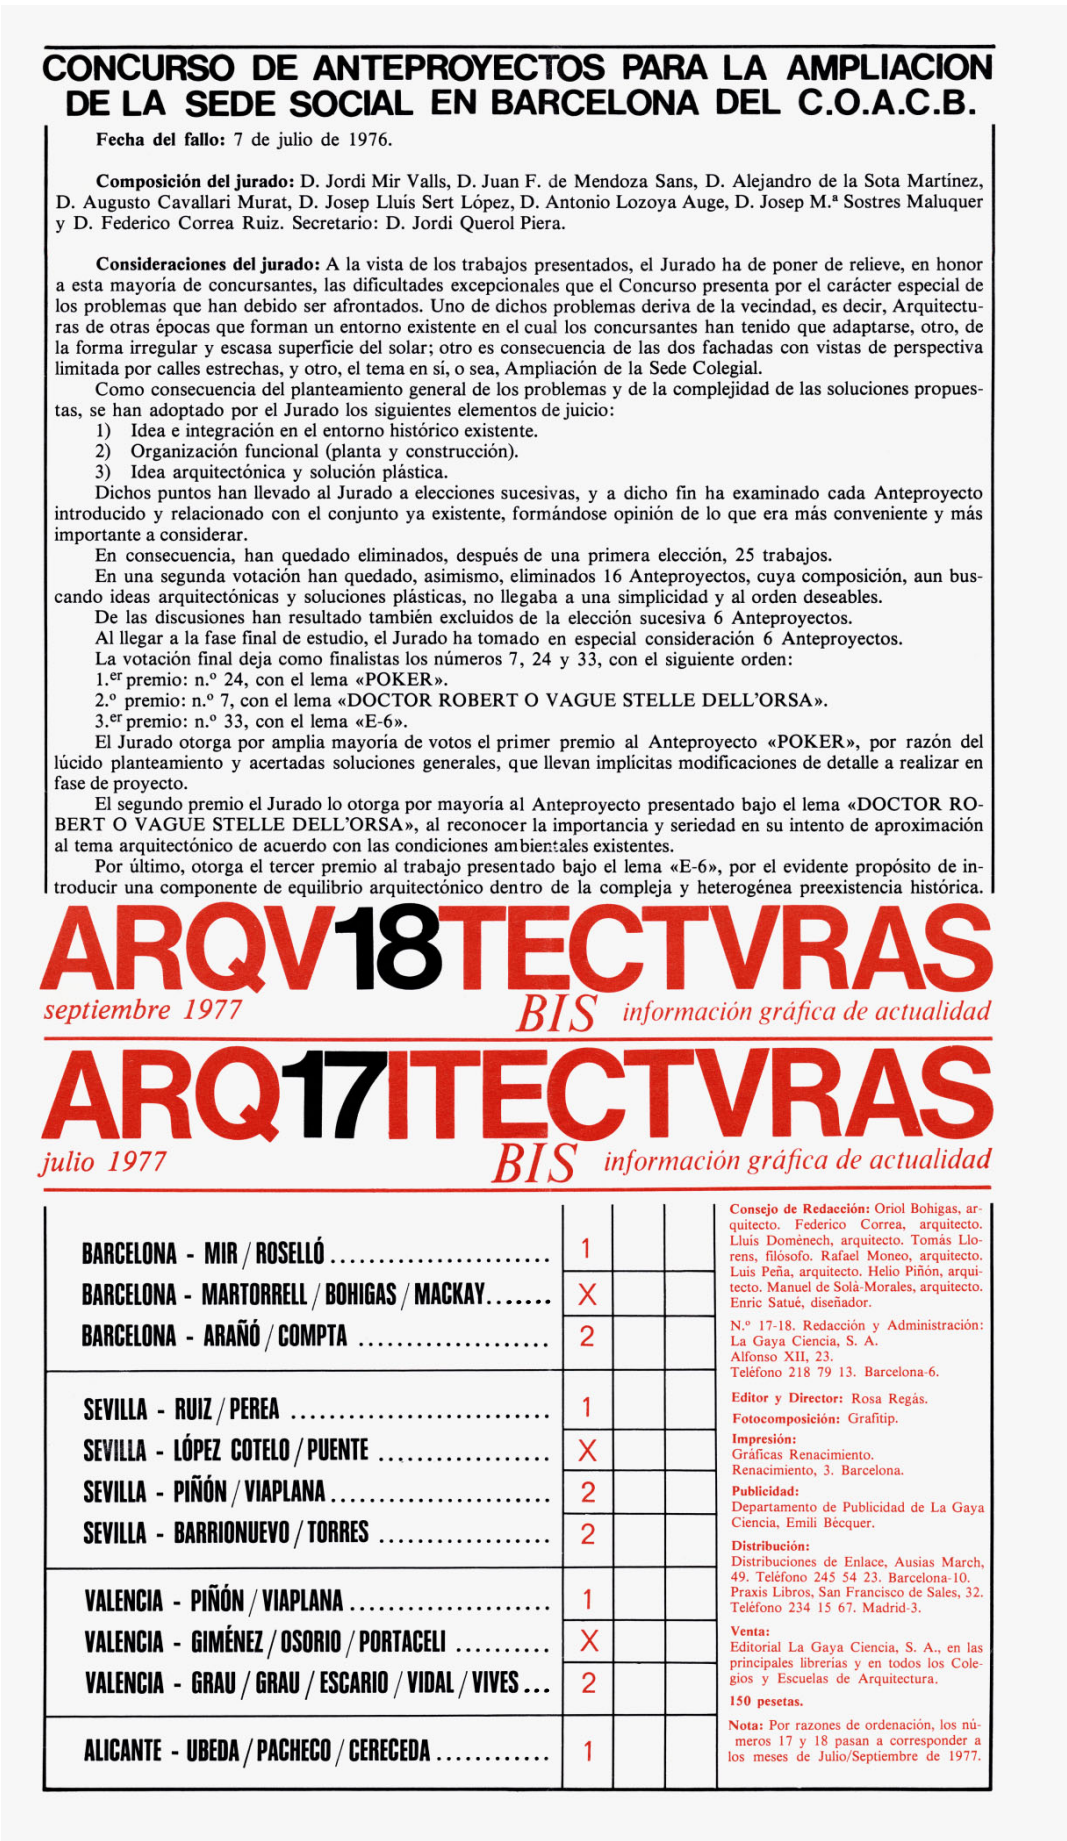 CONCURSO DE ANTEPROYECTOS PARA LA AMPLIACION
DE LA SEDE SOCIAL EN BARCELONA DEL C.O.A.C.B.
Fecha del fallo: 7 de julio de 1976.
Composición del jurado: D. Jordi Mir Valls, D. Juan F. de Mendoza Sans, D. Alejandro de la Sota Martínez,
D. Augusto Cavallari Murat, D. Josep Lluís Sert López, D. Antonio Lozoya Auge, D. Josep M.ª Sostres Maluquer
y D. Federico Correa Ruiz. Secretario: D. Jordi Querol Piera.
Consideraciones del jurado: A la vista de los trabajos presentados, el Jurado ha de poner de relieve, en honor
a esta mayoría de concursantes, las dificultades excepcionales que el Concurso presenta por el carácter especial de
los problemas que han debido ser afrontados. Uno de dichos problemas deriva de la vecindad, es decir, Arquitectu-
ras de otras épocas que forman un entorno existente en el cual los concursantes han tenido que adaptarse, otro, de
la forma irregular y escasa superficie del solar; otro es consecuencia de las dos fachadas con vistas de perspectiva
limitada por calles estrechas, y otro, el tema en sí, o sea, Ampliación de la Sede Colegial.
Como consecuencia del planteamiento general de los problemas y de la complejidad de las soluciones propues-
tas, se han adoptado por el Jurado los siguientes elementos de juicio:
1) Idea e integración en el entorno histórico existente.
2) Organización funcional (planta y construcción).
3) Idea arquitectónica y solución plástica.
Dichos puntos han llevado al Jurado a elecciones sucesivas, y a dicho fin ha examinado cada Anteproyecto
introducido y relacionado con el conjunto ya existente, formándose opinión de lo que era más conveniente y más
importante a considerar.
En consecuencia, han quedado eliminados, después de una primera elección, 25 trabajos.
En una segunda votación han quedado, asimismo, eliminados 16 Anteproyectos, cuya composición, aun bus-
cando ideas arquitectónicas y soluciones plásticas, no llegaba a una simplicidad y al orden deseables.
De las discusiones han resultado también excluidos de la elección sucesiva 6 Anteproyectos.
Al llegar a la fase final de estudio, el Jurado ha tomado en especial consideración 6 Anteproyectos.
La votación final deja como finalistas los números 7, 24 y 33, con el siguiente orden:
1.er premio: n.º 24, con el lema «POKER».
2.º premio: n.º 7, con el lema «DOCTOR ROBERT O VAGUE STELLE DELL'ORSA».
3.er premio: n.º 33, con el lema «E-6».
El Jurado otorga por amplia mayoría de votos el primer premio al Anteproyecto «POKER», por razón del
lúcido planteamiento y acertadas soluciones generales, que llevan implícitas modificaciones de detalle a realizar en
fase de proyecto.
El segundo premio el Jurado lo otorga por mayoría al Anteproyecto presentado bajo el lema «DOCTOR RO-
BERT O VAGUE STELLE DELL'ORSA», al reconocer la importancia y seriedad en su intento de aproximación
al tema arquitectónico de acuerdo con las condiciones ambientales existentes.
Por último, otorga el tercer premio al trabajo presentado bajo el lema «E-6», por el evidente propósito de in-
troducir una componente de equilibrio arquitectónico dentro de la compleja y heterogénea preexistencia histórica.
ARQV18TECTVRAS
septiembre 1977 BIS información gráfica de actualidad
ARQ17ITECTVRAS
julio 1977 BIS información gráfica de actualidad
BARCELONA - MIR / ROSELLÓ ...................... 1
BARCELONA - MARTORRELL / BOHIGAS / MACKAY....... X
BARCELONA - ARAÑÓ / COMPTA .................... 2
SEVILLA - RUIZ / PEREA ........................... 1
SEVILLA - LÓPEZ COTELO / PUENTE .................. X
SEVILLA - PIÑÓN / VIAPLANA....................... 2
SEVILLA - BARRIONUEVO / TORRES .................. 2
VALENCIA - PIÑÓN / VIAPLANA ..................... 1
VALENCIA - GIMÉNEZ / OSORIO / PORTACELI .......... X
VALENCIA - GRAU / GRAU / ESCARIO / VIDAL / VIVES ... 2
ALICANTE - UBEDA / PACHECO / CERECEDA ............ 1
Consejo de Redacción: Oriol Bohigas, ar-
quitecto. Federico Correa, arquitecto.
Lluís Domènech, arquitecto. Tomás Llo-
rens, filósofo. Rafael Moneo, arquitecto.
Luis Peña, arquitecto. Helio Piñón, arqui-
tecto. Manuel de Solà-Morales, arquitecto.
Enric Satué, diseñador.
N.º 17-18. Redacción y Administración:
La Gaya Ciencia, S. A.
Alfonso XII, 23.
Teléfono 218 79 13. Barcelona-6.
Editor y Director: Rosa Regás.
Fotocomposición: Grafitip.
Impresión:
Gráficas Renacimiento.
Renacimiento, 3. Barcelona.
Publicidad:
Departamento de Publicidad de La Gaya
Ciencia, Emili Bécquer.
Distribución:
Distribuciones de Enlace, Ausias March,
49. Teléfono 245 54 23. Barcelona-10.
Praxis Libros, San Francisco de Sales, 32.
Teléfono 234 15 67. Madrid-3.
Venta:
Editorial La Gaya Ciencia, S. A., en las
principales librerías y en todos los Cole-
gios y Escuelas de Arquitectura.
150 pesetas.
Nota: Por razones de ordenación, los nú-
meros 17 y 18 pasan a corresponder a
los meses de Julio/Septiembre de 1977.